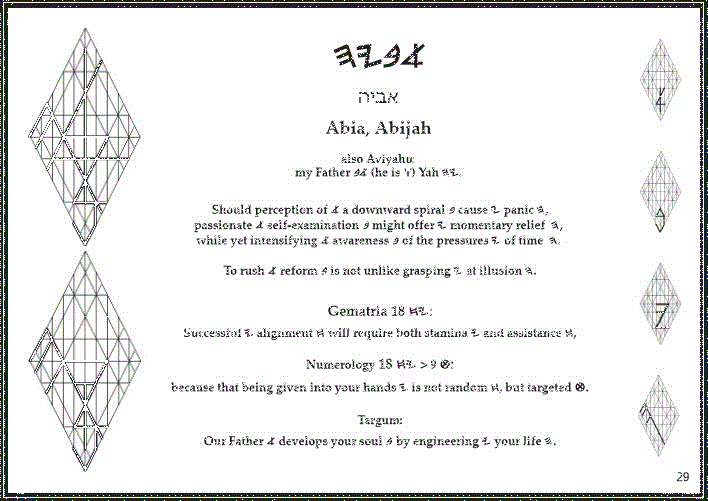 𐤀𐤁𐤉𐤄
אביה
Abia, Abijah
also Aviyahu:
my Father 𐤀𐤁 (he is 𐤉) Yah 𐤉𐤄.
Should perception of 𐤀 a downward spiral 𐤁 cause 𐤉 panic 𐤄,
passionate 𐤀 self-examination 𐤁 might offer 𐤉 momentary relief 𐤄,
while yet intensifying 𐤀 awareness 𐤁 of the pressures 𐤉 of time 𐤄.
To rush 𐤀 reform 𐤁 is not unlike grasping 𐤉 at illusion 𐤄.
Gematria 18 𐤉𐤇:
Successful 𐤉 alignment 𐤇 will require both stamina 𐤉 and assistance 𐤇,
Numerology 18 𐤉𐤇 > 9 𐤈:
because that being given into your hands 𐤉 is not random 𐤇, but targeted 𐤈.
Targum:
Our Father 𐤀 develops your soul 𐤁 by engineering 𐤉 your life 𐤄.
29